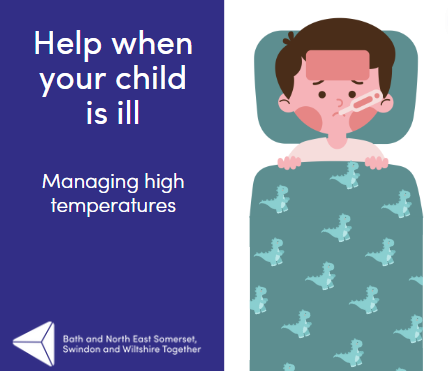 Help when
your child
is ill
Managing high
temperatures
Bath and North East Somerset,
Swindon and Wiltshire Together